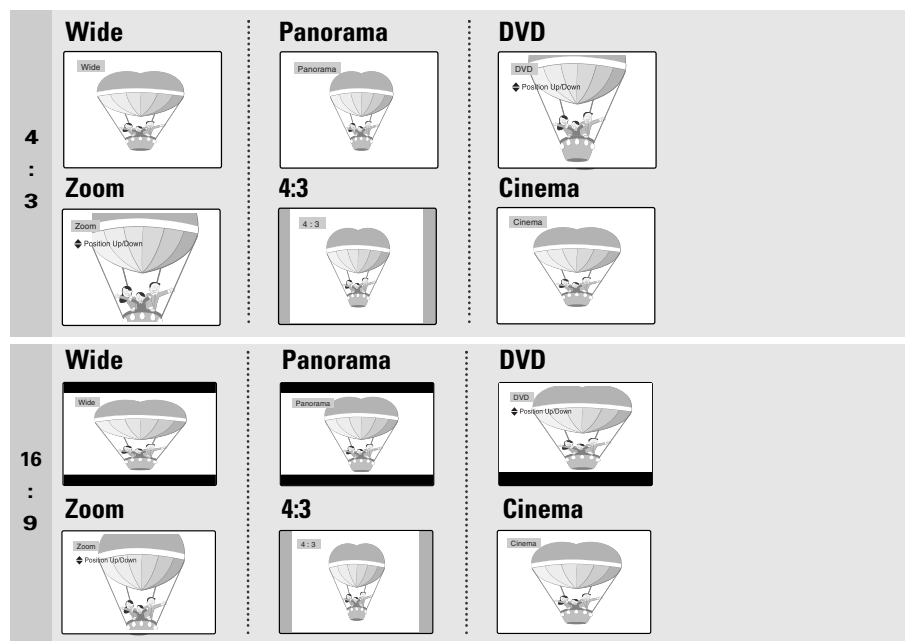 Wide Panorama DVD
Wide
Panorama
DVD
Position Up/Down
4
:
3
Zoom 4:3 Cinema
Zoom
Position Up/Down
4 : 3
Cinema
Wide Panorama DVD
Wide
Panorama
DVD
Position Up/Down
16
:
9
Zoom 4:3 Cinema
Zoom
Position Up/Down
4 : 3
Cinema